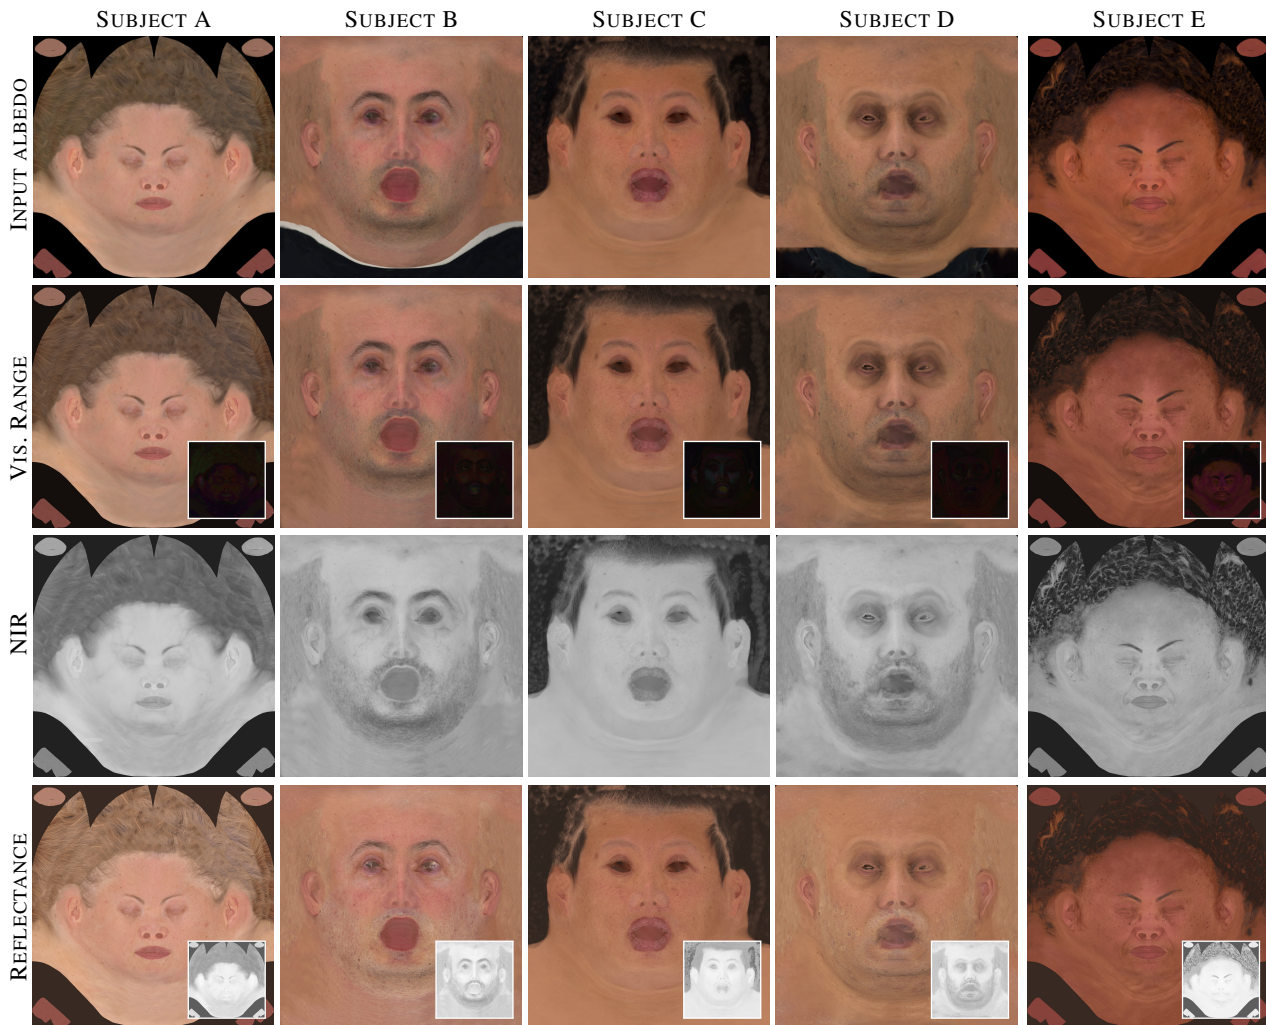 SUBJECT A
SUBJECT B
SUBJECT C
SUBJECT D
SUBJECT E
INPUT ALBEDO
VIS. RANGE
NIR
REFLECTANCE